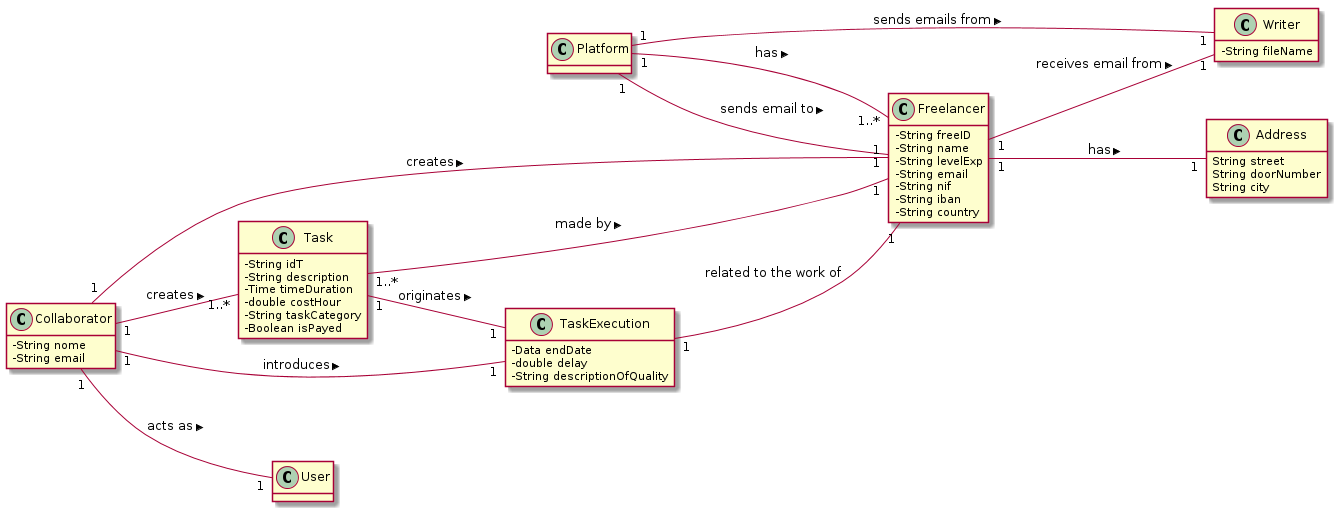 sends emails from ▶
C Writer
1
1
-String fileName
C Platform
has ▶
1
receives email from ▶
1
1
sends email to ▶
1..*
C Freelancer
-String freeID
-String name
-String levelExp
-String email
-String nif
-String iban
-String country
1
1
1
1
has ▶
1
1
C Address
String street
String doorNumber
String city
creates ▶
1
made by ▶
1..*
1
C Task
-String idT
-String description
-Time timeDuration
-double costHour
-String taskCategory
-Boolean isPayed
related to the work of
1
1
creates ▶
1
1..*
originates ▶
1
1
C Collaborator
-String nome
-String email
C TaskExecution
-Data endDate
-double delay
-String descriptionOfQuality
introduces ▶
1
1
acts as ▶
1
1
C User